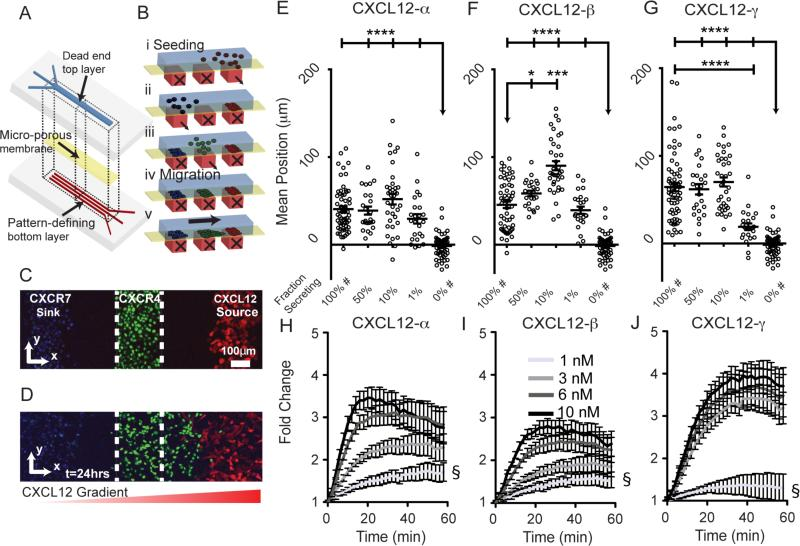 A
Dead end
top layer
Micro-porous
membrane
Pattern-defining
bottom layer
B
i Seeding
ii
iii
iv Migration
v
C
CXCR7
Sink
CXCR4
CXCL12
Source
y
x
100μm
D
y
x
t=24hrs
CXCL12 Gradient
E
CXCL12-α
****
200
100
0
Mean Position (μm)
Fraction
Secreting
100% #
50%
10%
1%
0% #
F
CXCL12-β
****
* ***
200
100
0
100% #
50%
10%
1%
0% #
G
CXCL12-γ
****
****
200
100
0
100% #
50%
10%
1%
0% #
H
CXCL12-α
5
4
3
2
1
Fold Change
§
0 20 40 60
Time (min)
I
CXCL12-β
5
4
3
2
1
1 nM
3 nM
6 nM
10 nM
§
0 20 40 60
Time (min)
J
CXCL12-γ
5
4
3
2
1
§
0 20 40 60
Time (min)